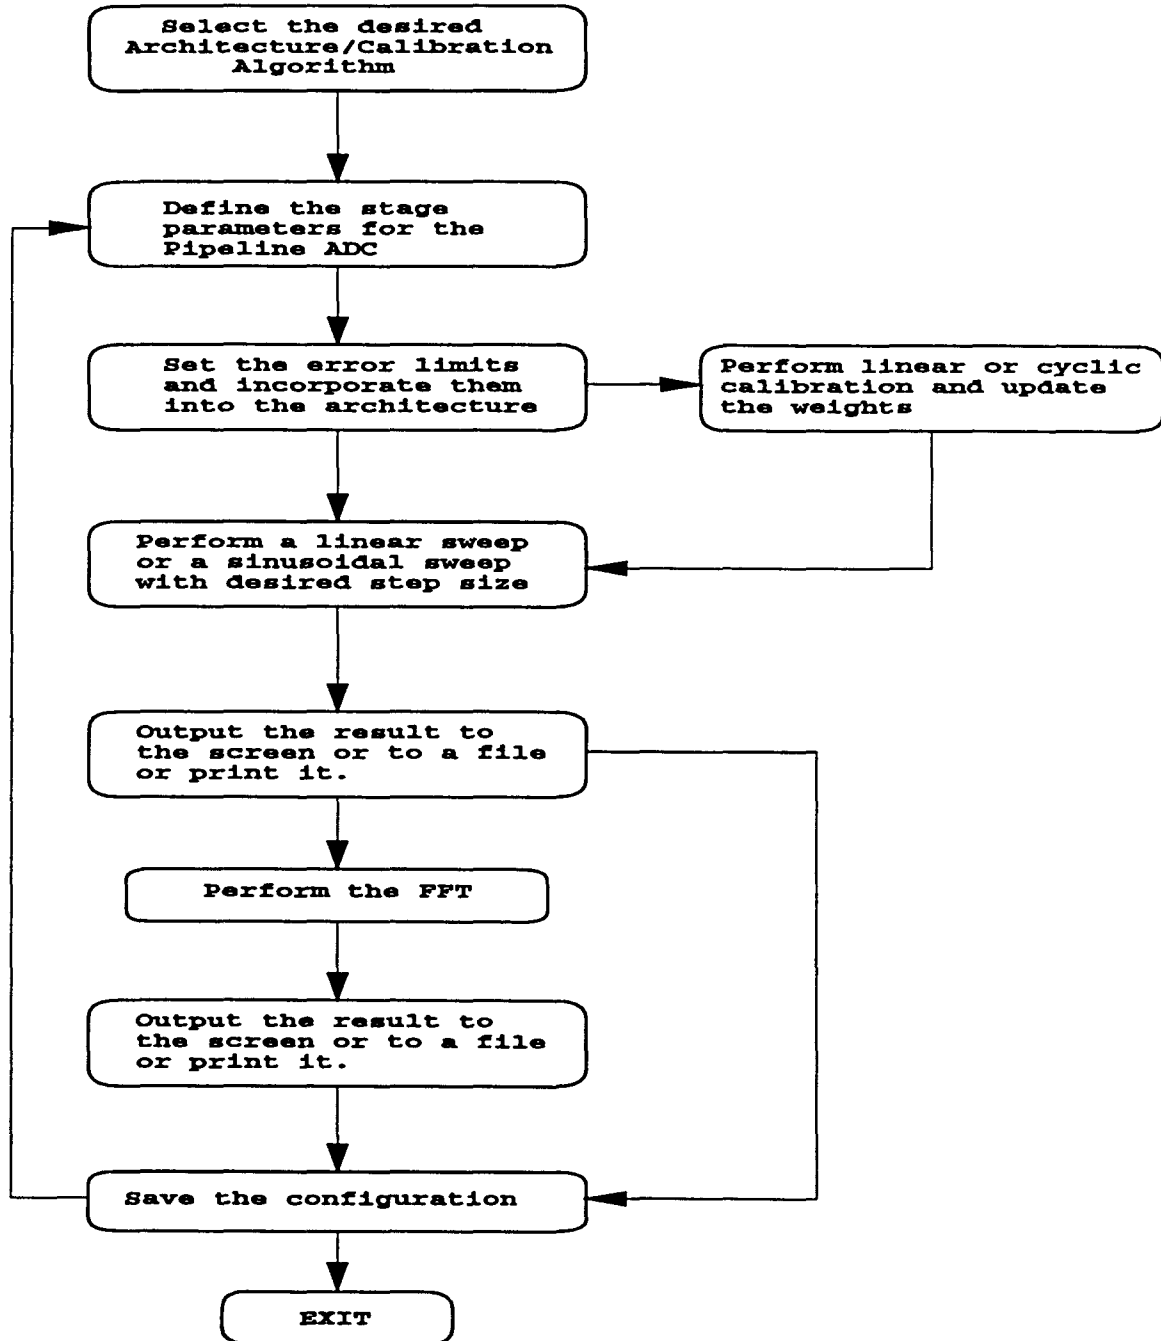 Select the desired
Architecture/Calibration
Algorithm
Define the stage
parameters for the
Pipeline ADC
Set the error limits
and incorporate them
into the architecture
Perform linear or cyclic
calibration and update
the weights
Perform a linear sweep
or a sinusoidal sweep
with desired step size
Output the result to
the screen or to a file
or print it.
Perform the FFT
Output the result to
the screen or to a file
or print it.
Save the configuration
EXIT